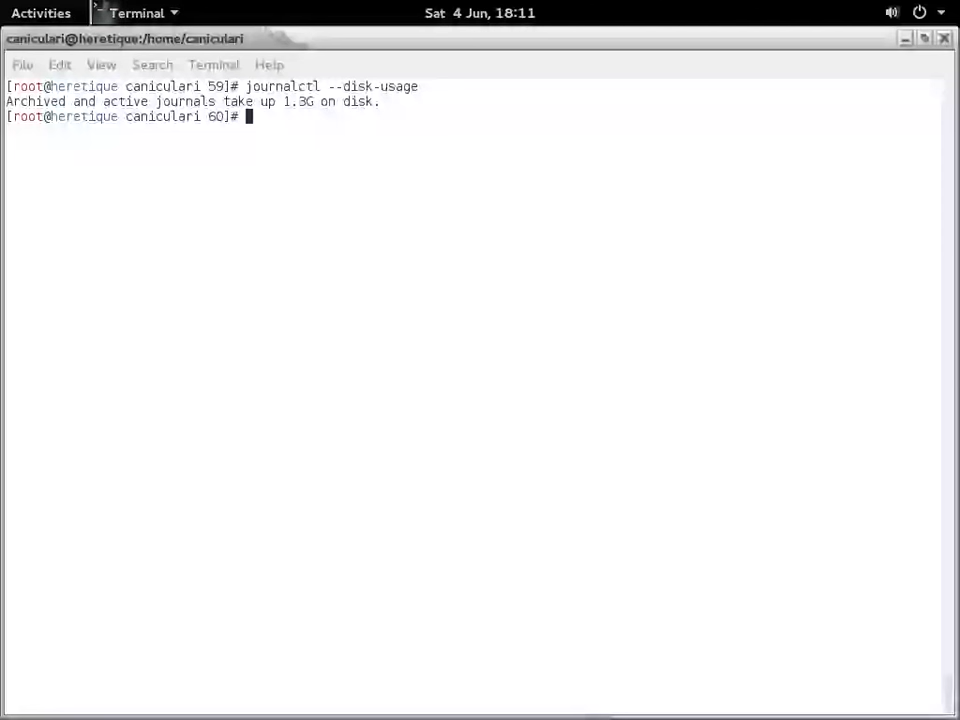 Activities Terminal Sat 4 Jun, 18:11
caniculari@heretique:/home/caniculari
File Edit View Search Terminal Help
[root@heretique caniculari 59]# journalctl --disk-usage
Archived and active journals take up 1.3G on disk.
[root@heretique caniculari 60]#